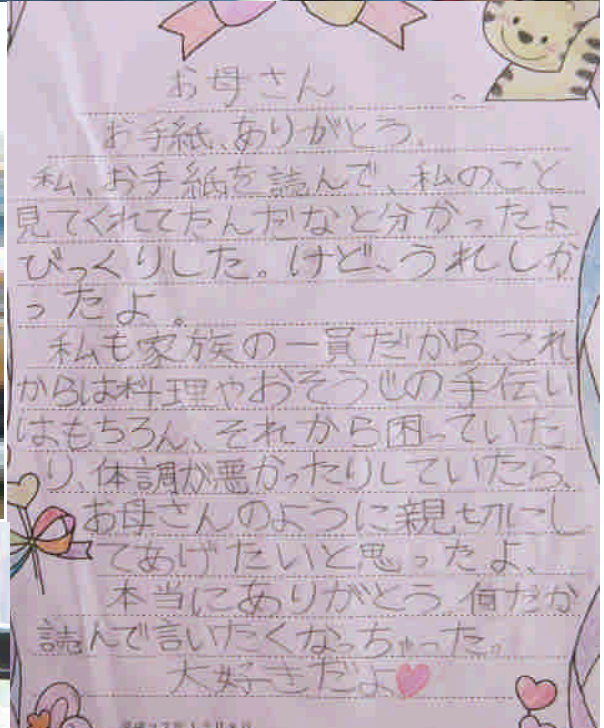 お母さん
お手紙、ありがとう、
私、お手紙を読んで、私のこと
見てくれてたんだなと分かったよ
びっくりした。けど、うれしか
ったよ。
私も家族の一員だから、これ
からは料理やおそうじの手伝い
はもちろん、それから困っていた
り、体調が悪かったりしていたら、
お母さんのように親切にし
てあげたいと思ったよ、
本当にありがとう、何だか
読んで言いたくなっちゃった。
大好きだよ